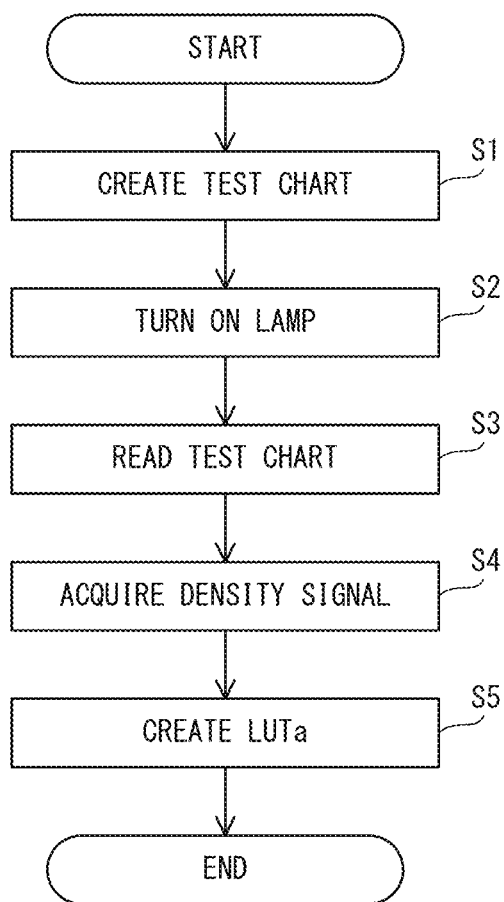 START
S1
CREATE TEST CHART
S2
TURN ON LAMP
S3
READ TEST CHART
S4
ACQUIRE DENSITY SIGNAL
S5
CREATE LUTa
END